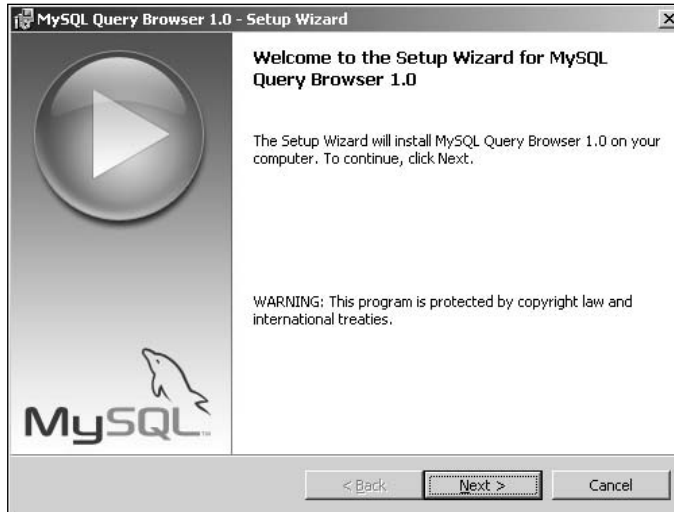 MySQL Query Browser 1.0 - Setup Wizard
Welcome to the Setup Wizard for MySQL
Query Browser 1.0
The Setup Wizard will install MySQL Query Browser 1.0 on your
computer. To continue, click Next.
WARNING: This program is protected by copyright law and
international treaties.
MySQL
< Back
Next >
Cancel